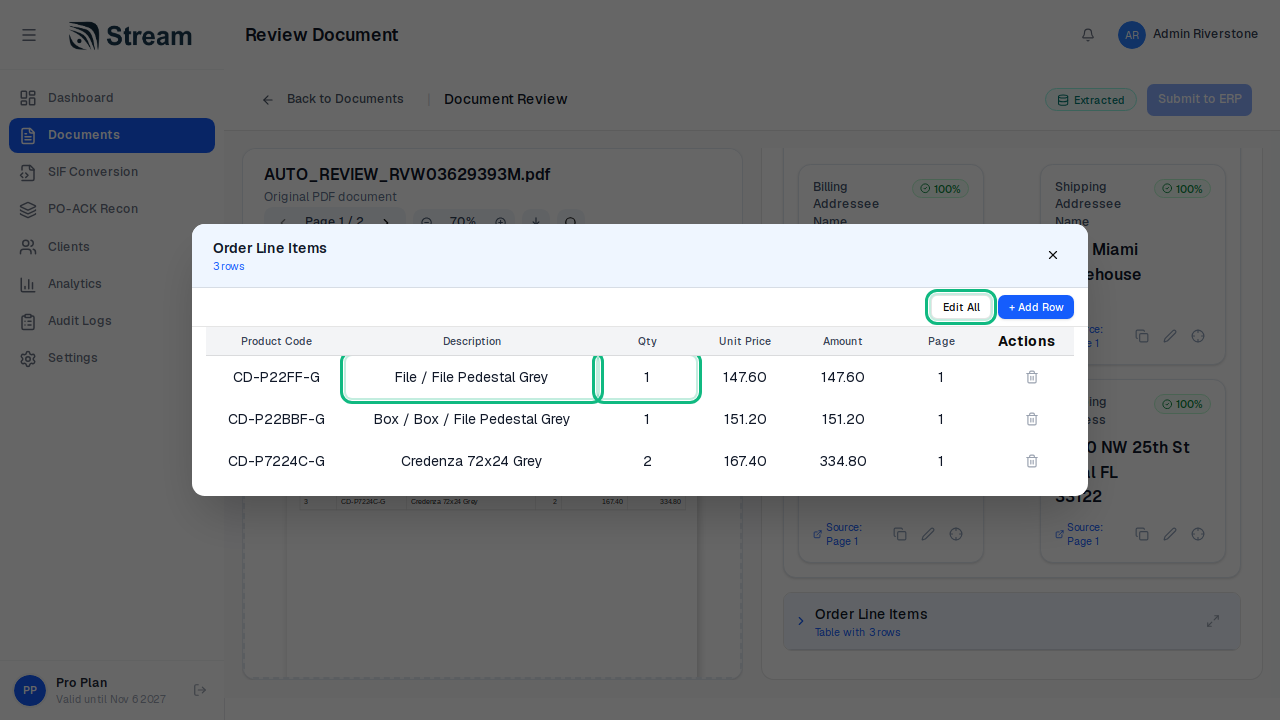 Stream
Review Document
AR
Admin Riverstone
Dashboard
Documents
SIF Conversion
PO-ACK Recon
Clients
Analytics
Audit Logs
Settings
PP
Pro Plan
Valid until Nov 6 2027
Back to Documents
Document Review
Extracted
Submit to ERP
AUTO_REVIEW_RVW03629393M.pdf
Original PDF document
Page 1 / 2
70%
Billing
Addressee
Name
100%
Shipping
Addressee
Name
100%
Miami
Order Line Items
3 rows
Edit All
+ Add Row
Product Code
Description
Qty
Unit Price
Amount
Page
Actions
CD-P22FF-G
File / File Pedestal Grey
1
147.60
147.60
1
CD-P22BBF-G
Box / Box / File Pedestal Grey
1
151.20
151.20
1
CD-P7224C-G
Credenza 72x24 Grey
2
167.40
334.80
1
3
CD-P7224C-G
Credenza 72x24 Grey
2
167.40
334.80
100%
NW 25th St
FL
33122
Source:
Page 1
Source:
Page 1
Order Line Items
Table with 3 rows